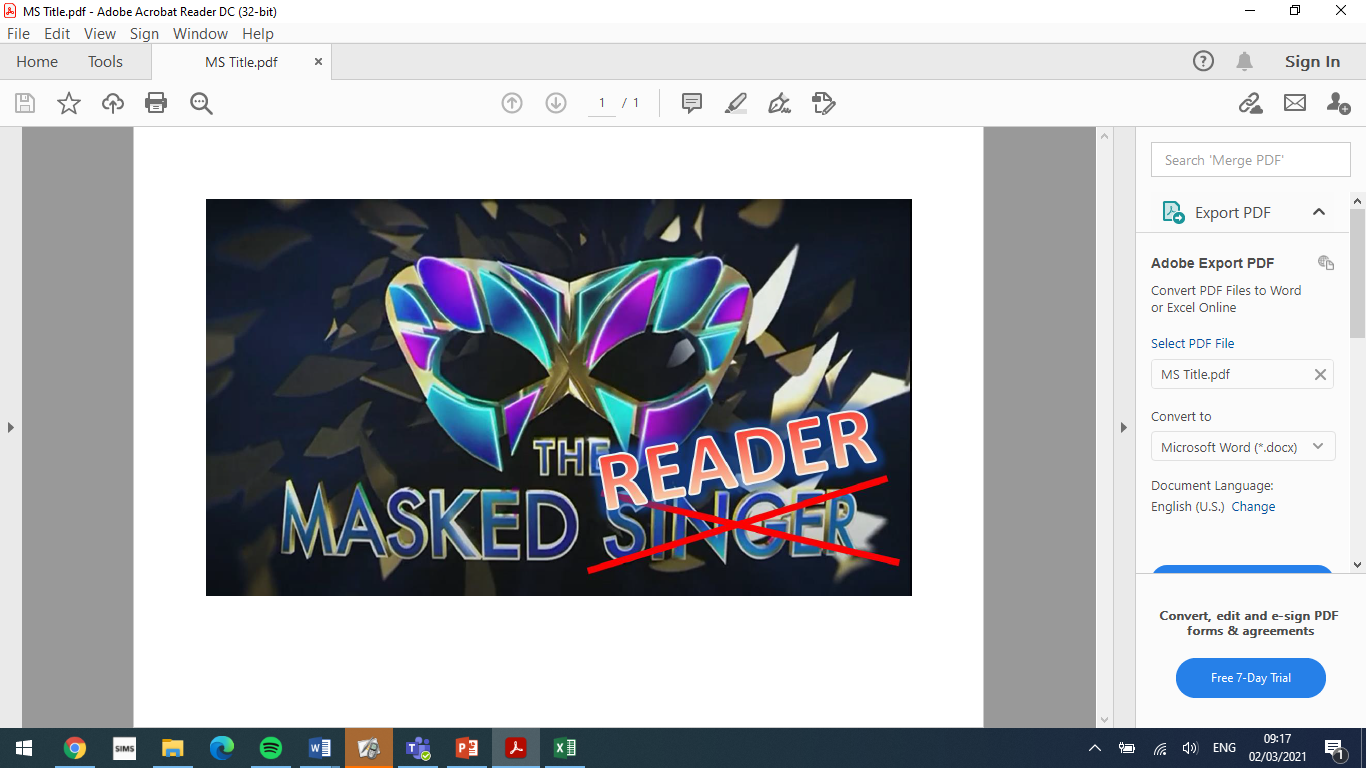 MS Title.pdf - Adobe Acrobat Reader DC (32-bit)
File Edit View Sign Window Help
Home Tools MS Title.pdf
Sign In
1 / 1
Search 'Merge PDF'
Export PDF
Adobe Export PDF
Convert PDF Files to Word
or Excel Online
Select PDF File
MS Title.pdf
Convert to
Microsoft Word (*.docx)
Document Language:
English (U.S.) Change
Convert, edit and e-sign PDF
forms & agreements
Free 7-Day Trial
THE
READER
MASKED SINGER
SIMS
ENG
09:17
02/03/2021
1